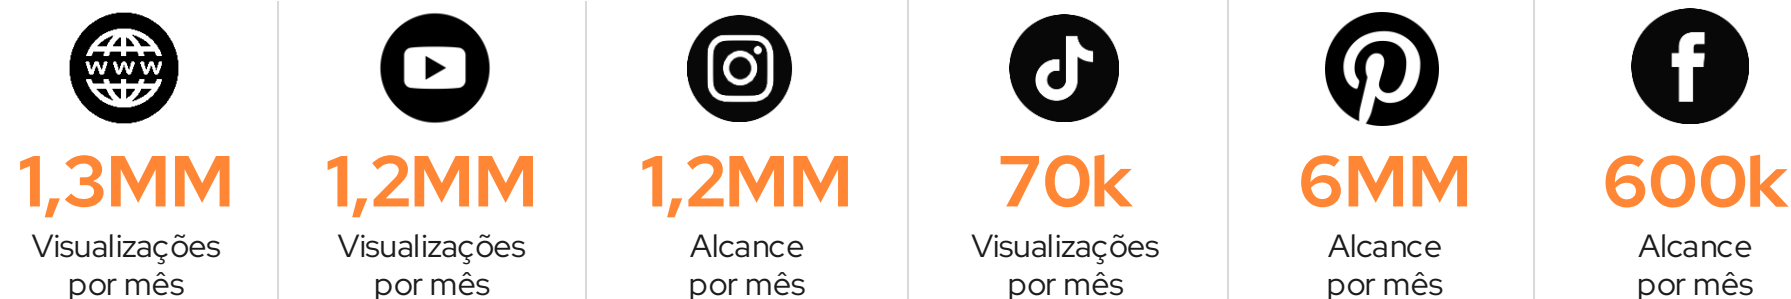 WWW
1,3MM
Visualizações
por mês
1,2MM
Visualizações
por mês
1,2MM
Alcance
por mês
70k
Visualizações
por mês
6MM
Alcance
por mês
600k
Alcance
por mês